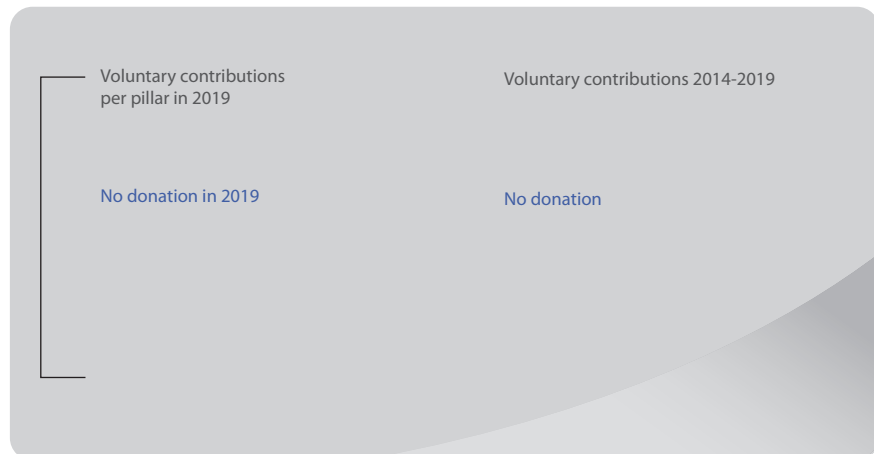 Voluntary contributions
per pillar in 2019
No donation in 2019
Voluntary contributions 2014-2019
No donation